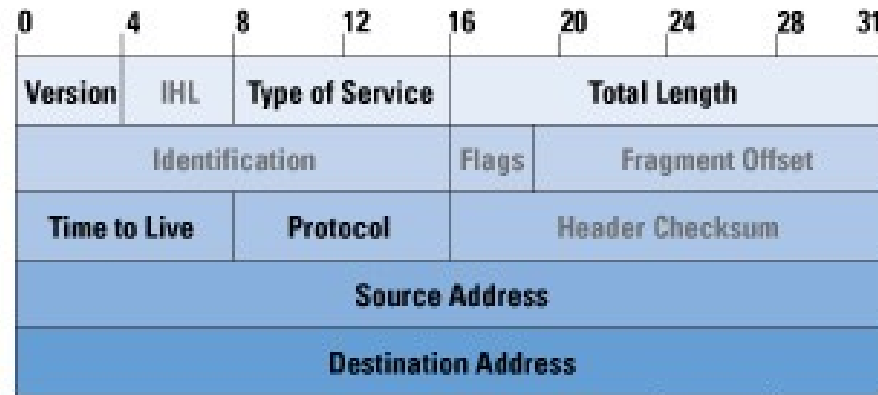 0 4 8 12 16 20 24 28 31
Version IHL Type of Service Total Length
Identification Flags Fragment Offset
Time to Live Protocol Header Checksum
Source Address
Destination Address